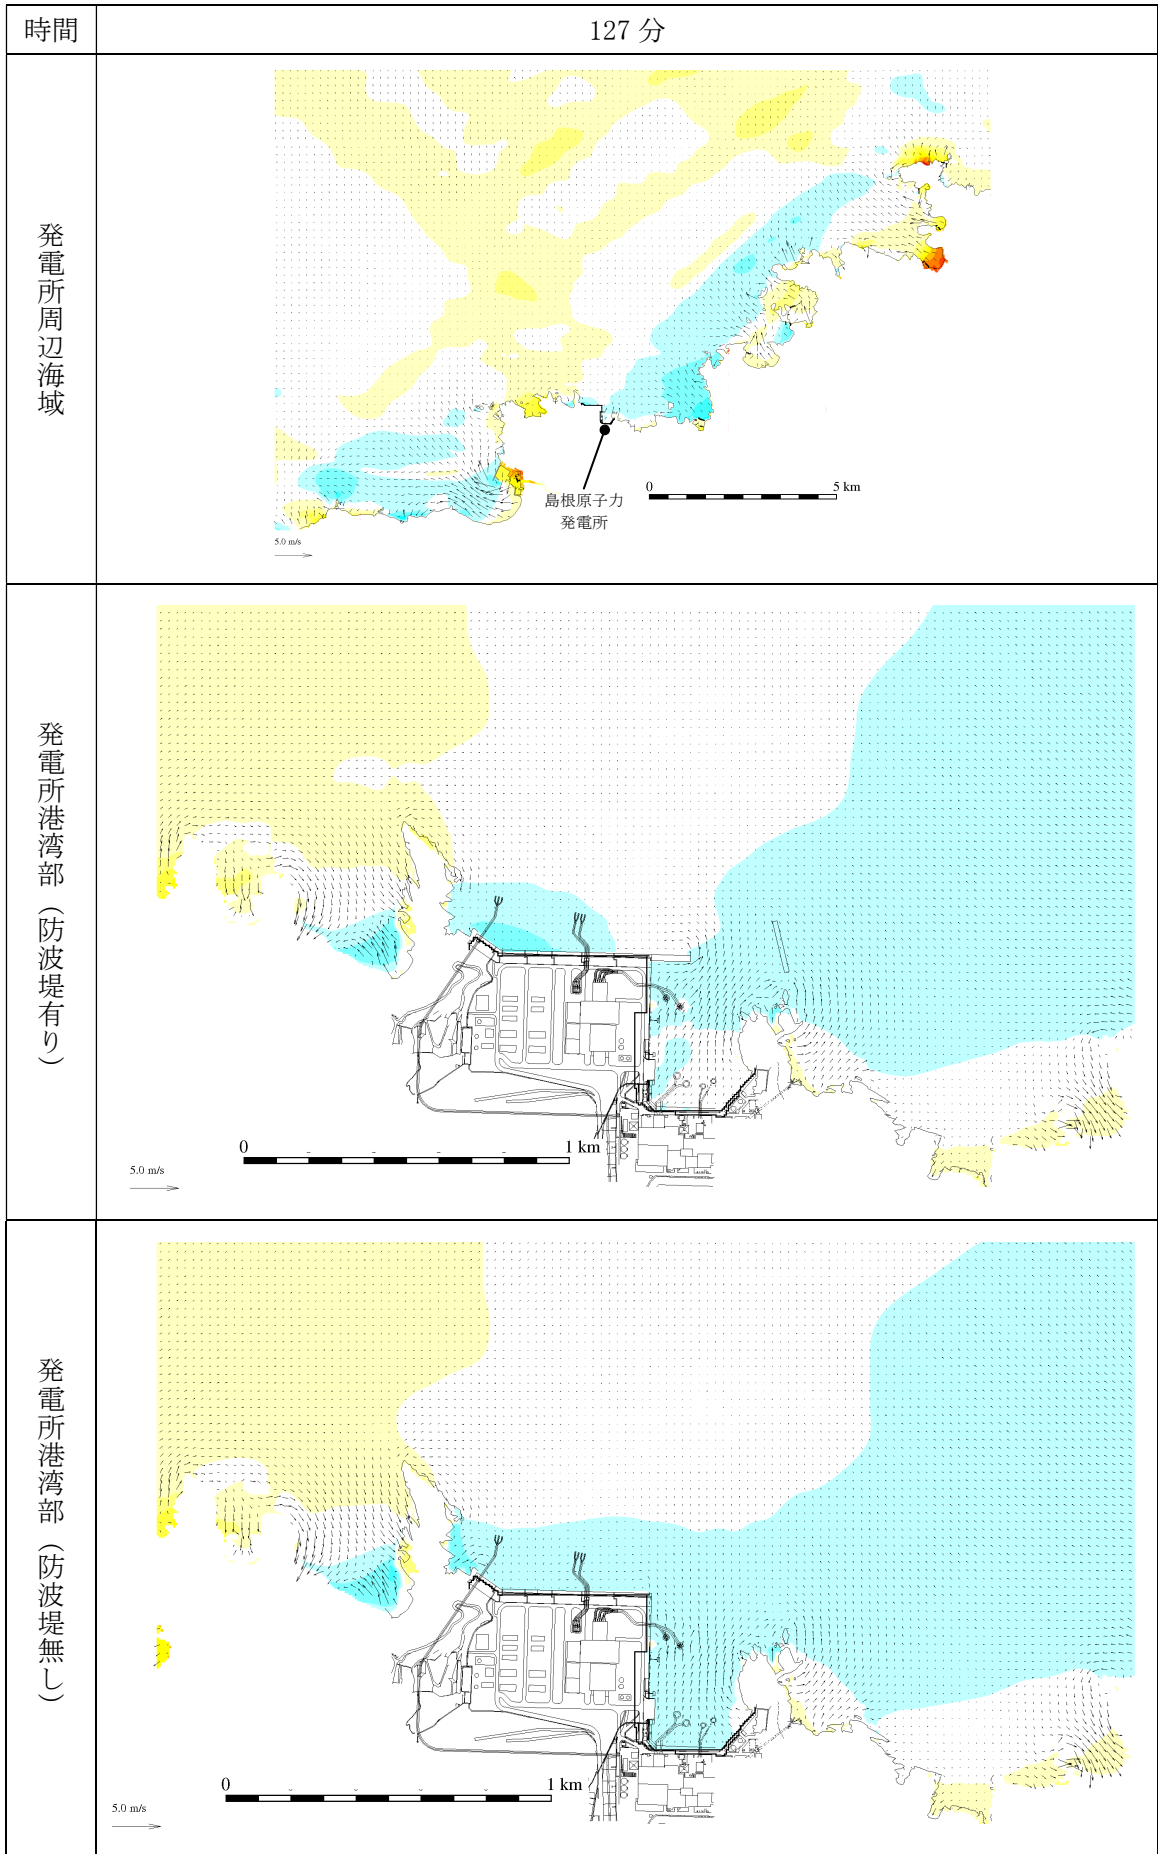 時間
127 分
発電所周辺海域
島根原子力
発電所
0
5 km
5.0 m/s
発電所港湾部（防波堤有り）
0
1 km
5.0 m/s
発電所港湾部（防波堤無し）
0
1 km
5.0 m/s